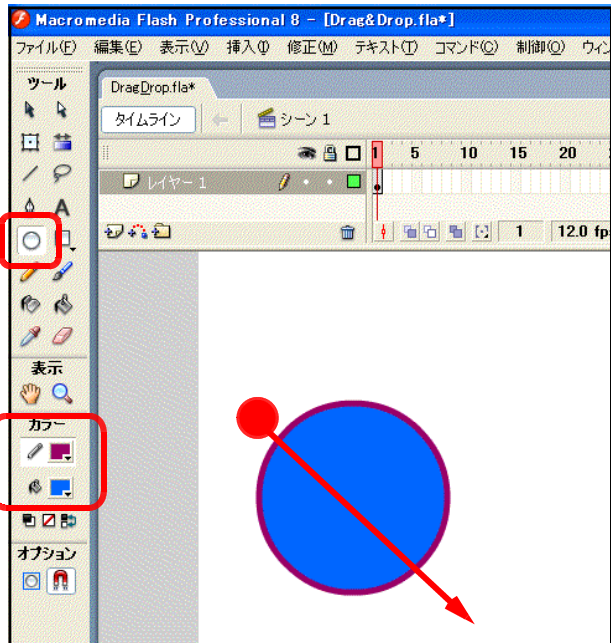 Macromedia Flash Professional 8 - [Drag&Drop.fla*]
ファイル(F) 編集(E) 表示(V) 挿入(I) 修正(M) テキスト(T) コマンド(C) 制御(O)
ツール
DragDrop.fla*
タイムライン シーン 1
1 5 10 15 20
レイヤー 1
A
1 12.0 fp
表示
カラー
オプション